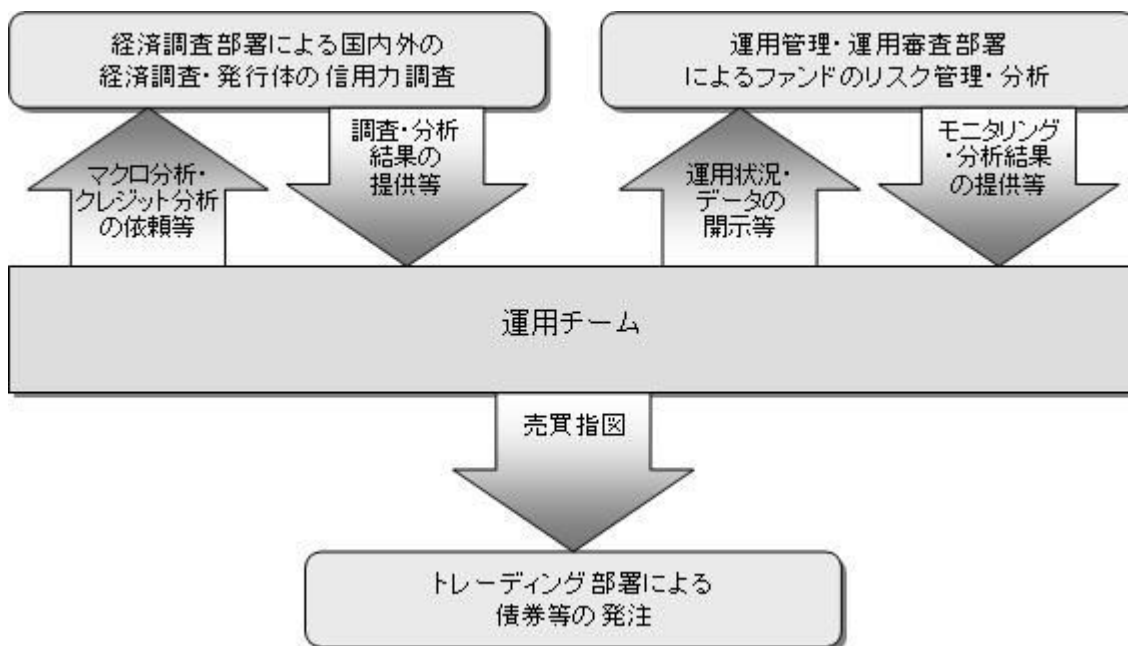 経済調査部署による国内外の
経済調査・発行体の信用力調査
運用管理・運用審査部署
によるファンドのリスク管理・分析
マクロ分析・
クレジット分析
の依頼等
調査・分析
結果の
提供等
運用状況・
データの
開示等
モニタリング
・分析結果
の提供等
運用チーム
売買指図
トレーディング部署による
債券等の発注